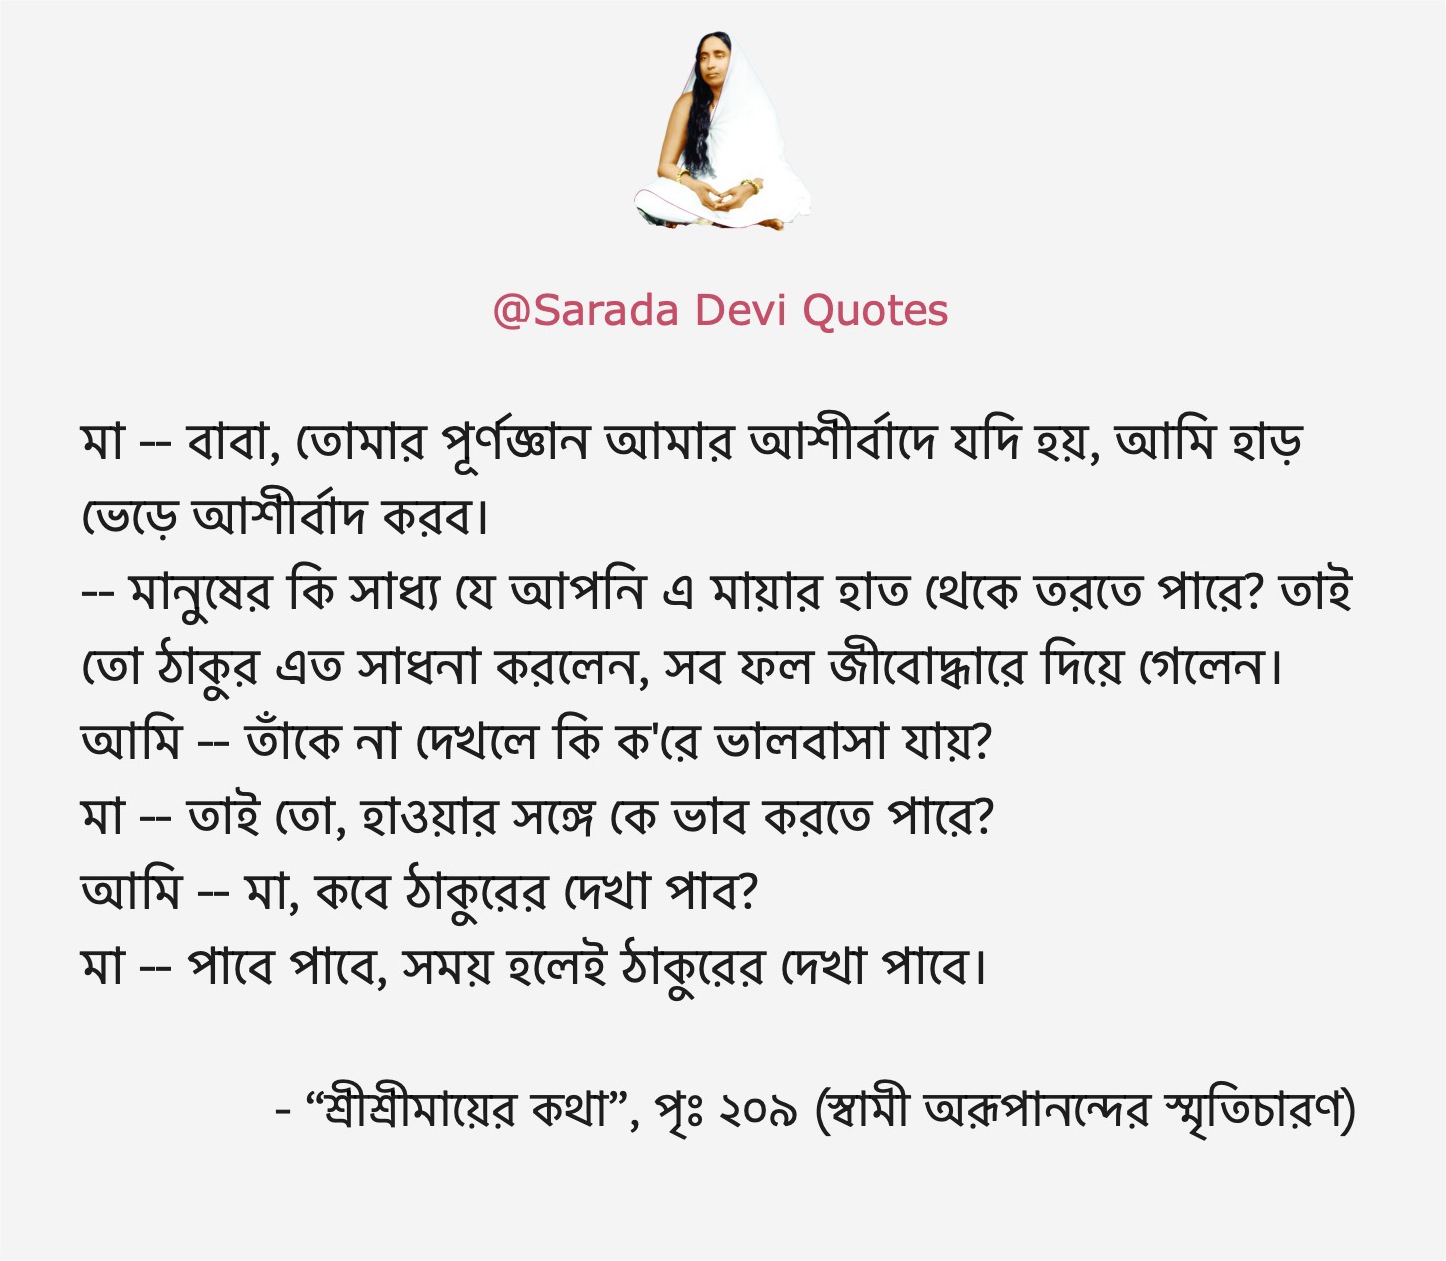 @Sarada Devi Quotes
মা -- বাবা, তোমার পূর্ণজ্ঞান আমার আশীর্বাদে যদি হয়, আমি হাড়
ভেড়ে আশীর্বাদ করব।
-- মানুষের কি সাধ্য যে আপনি এ মায়ার হাত থেকে তরতে পারে? তাই
তো ঠাকুর এত সাধনা করলেন, সব ফল জীবোদ্ধারে দিয়ে গেলেন।
আমি -- তাঁকে না দেখলে কি ক'রে ভালবাসা যায়?
মা -- তাই তো, হাওয়ার সঙ্গে কে ভাব করতে পারে?
আমি -- মা, কবে ঠাকুরের দেখা পাব?
মা -- পাবে পাবে, সময় হলেই ঠাকুরের দেখা পাবে।
- “শ্রীশ্রীমায়ের কথা”, পৃঃ ২০৯ (স্বামী অরূপানন্দের স্মৃতিচারণ)